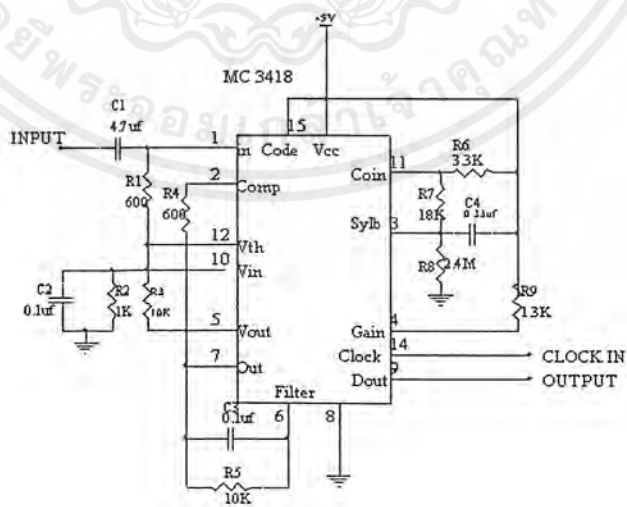 +5V
MC 3418
C1
4.7uf
INPUT
1
in
15
Code
Vcc
R1
600
R4
600
2
Comp
12
Vth
10
Vin
C2
0.1uf
R2
1K
R3
10K
5
Vout
7
Out
Filter
C3
0.1uf
6
8
R5
10K
11
Coin
R6
3.3K
R7
18K
C4
0.33uf
3
Sylb
R8
2.4M
R9
1.3K
4
Gain
14
Clock
CLOCK IN
9
Dout
OUTPUT